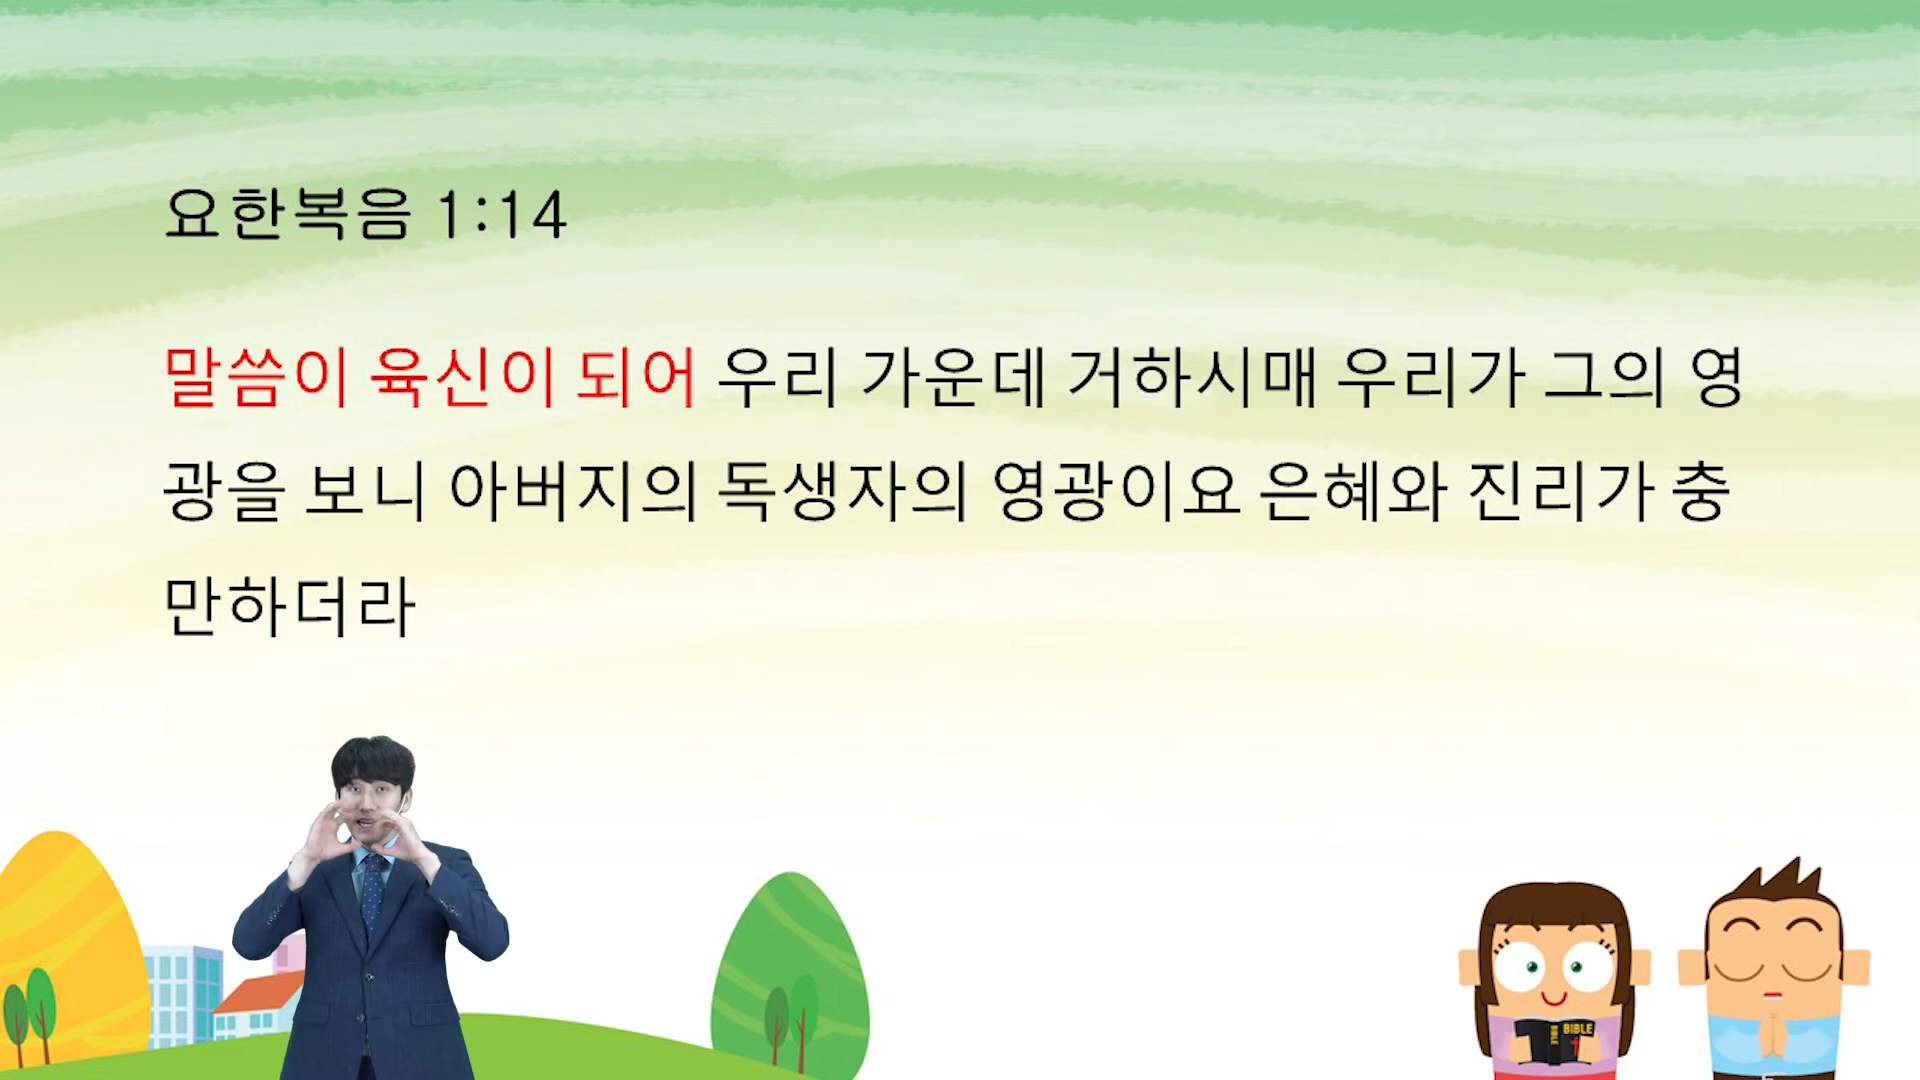 요한복음 1:14
말씀이 육신이 되어 우리 가운데 거하시매 우리가 그의 영
광을 보니 아버지의 독생자의 영광이요 은혜와 진리가 충
만하더라
BIBLE
BIBLE